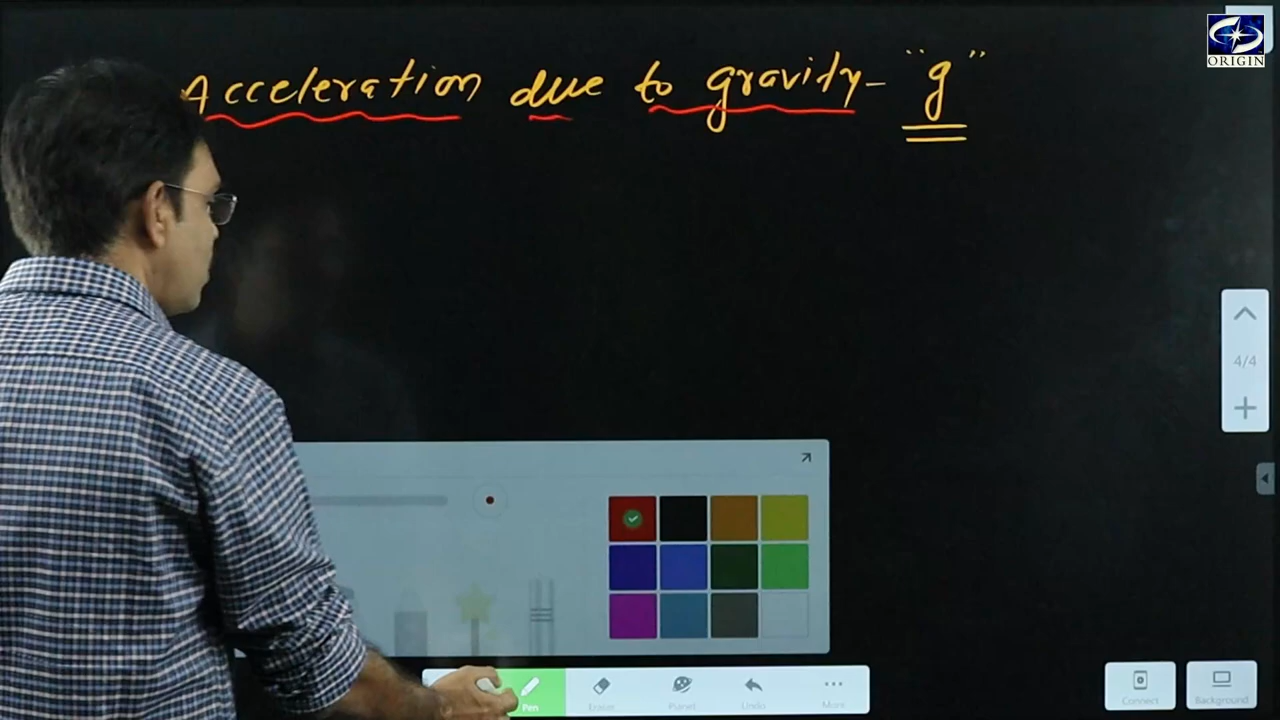 Acceleration due to gravity - "g"
ORIGIN
4/4
Pen
Eraser
Planet
Undo
More
Connect
Background